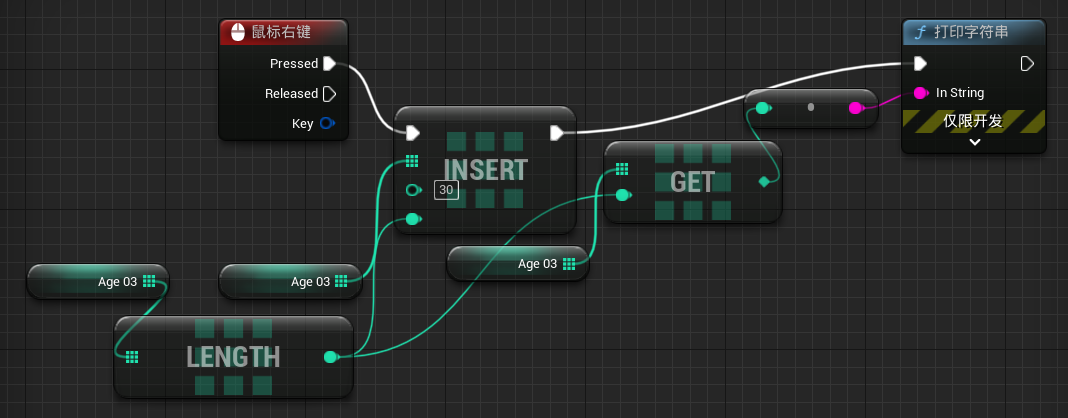 鼠标右键
Pressed
Released
Key
INSERT
30
GET
打印字符串
In String
仅限开发
Age 03
Age 03
Age 03
LENGTH